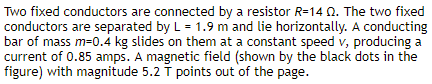 Two fixed conductors are connected by a resistor R=14 Ω. The two fixed
conductors are separated by L = 1.9 m and lie horizontally. A conducting
bar of mass m=0.4 kg slides on them at a constant speed v, producing a
current of 0.85 amps. A magnetic field (shown by the black dots in the
figure) with magnitude 5.2 T points out of the page.